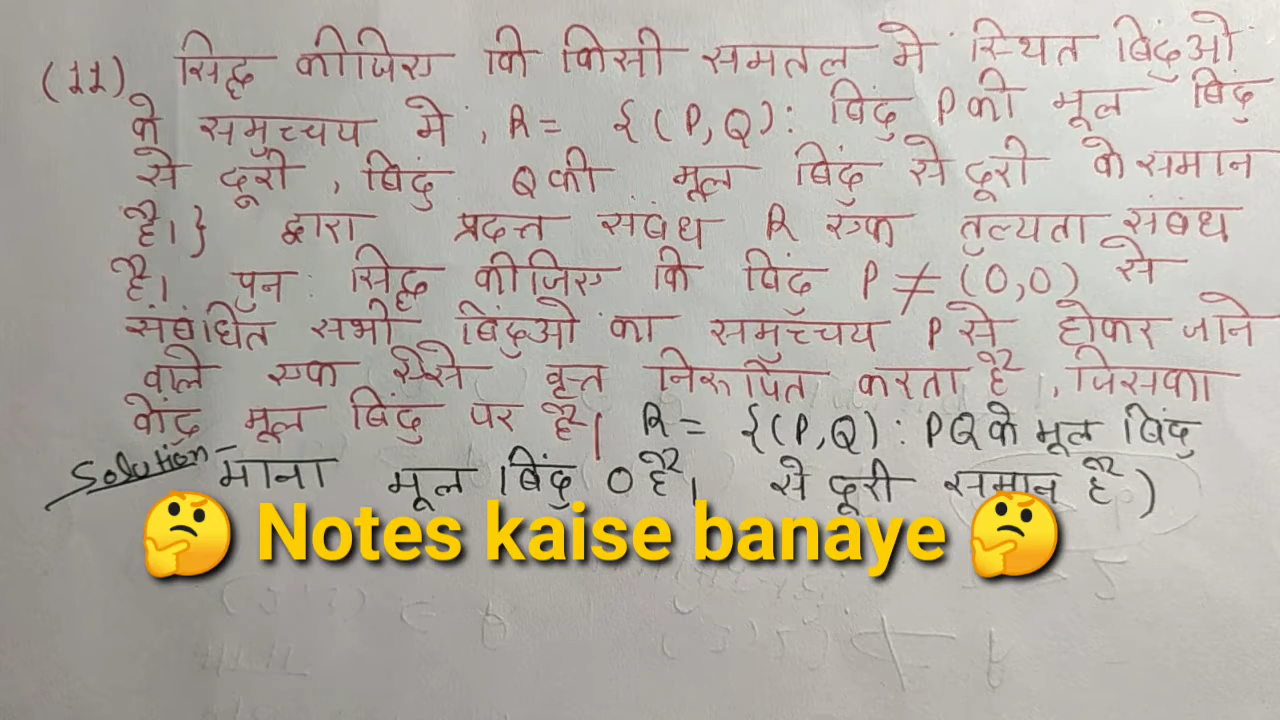 (11) सिद्ध कीजिए कि किसी समतल में स्थित बिंदुओं
के समुच्चय में, R = {(P,Q): बिंदु P की मूल बिंदु
से दूरी, बिंदु Q की मूल बिंदु से दूरी के समान
है।} द्वारा प्रदत्त संबंध R एक तुल्यता संबंध
है। पुन: सिद्ध कीजिए कि बिंदु P ≠ (0,0) से
संबंधित सभी बिंदुओं का समुच्चय P से होकर जाने
वाले एक ऐसे वृत्त निरूपित करता है, जिसका
केंद्र मूल बिंदु पर है। R = {(P,Q): PQ के मूल बिंदु
Solution- माना मूल बिंदु O है। से दूरी समान है)
🤔 Notes kaise banaye 🤔